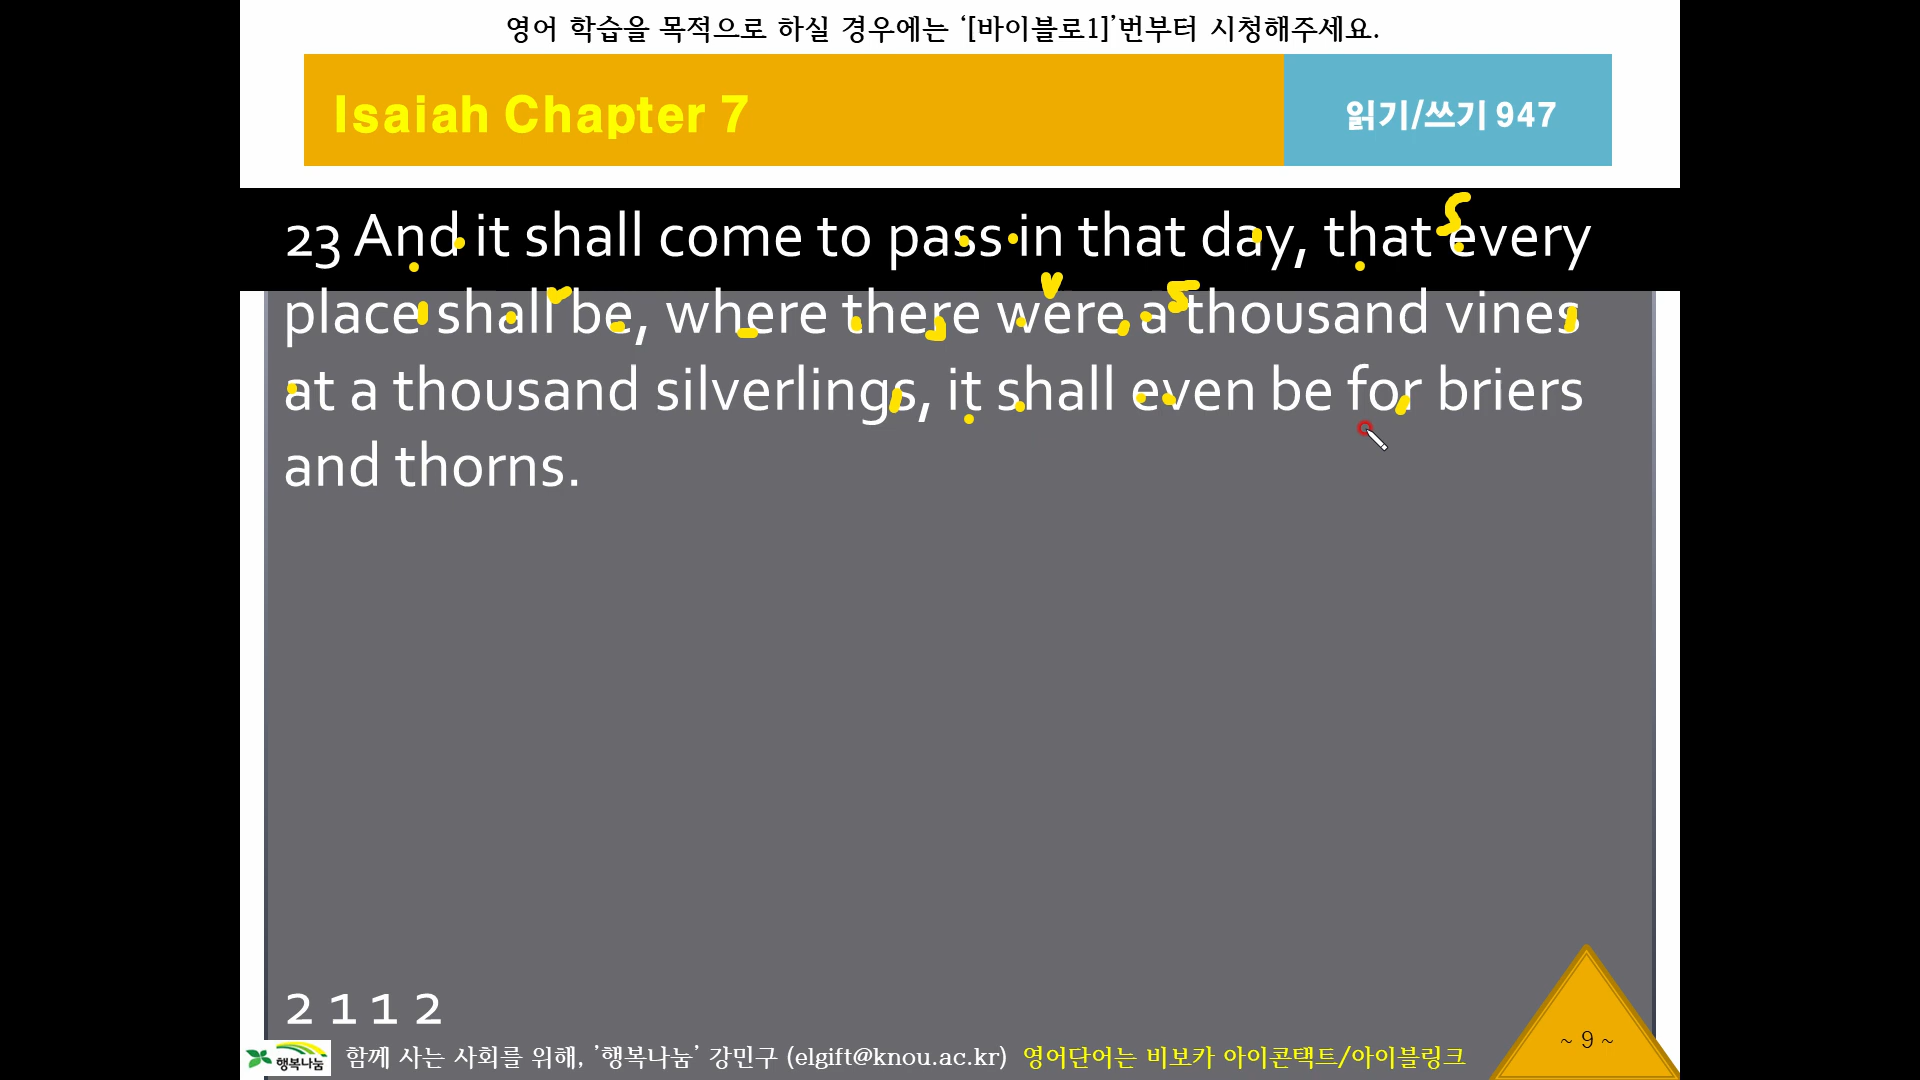 영어 학습을 목적으로 하실 경우에는 ‘[바이블로1]’번부터 시청해주세요.
Isaiah Chapter 7
읽기/쓰기 947
23 And it shall come to pass in that day, that every
place shall be, where there were a thousand vines
at a thousand silverlings, it shall even be for briers
and thorns.
2 1 1 2
행복나눔
함께 사는 사회를 위해, ’행복나눔’ 강민구 (elgift@knou.ac.kr) 영어단어는 비보카 아이콘택트/아이블링크
~ 9 ~